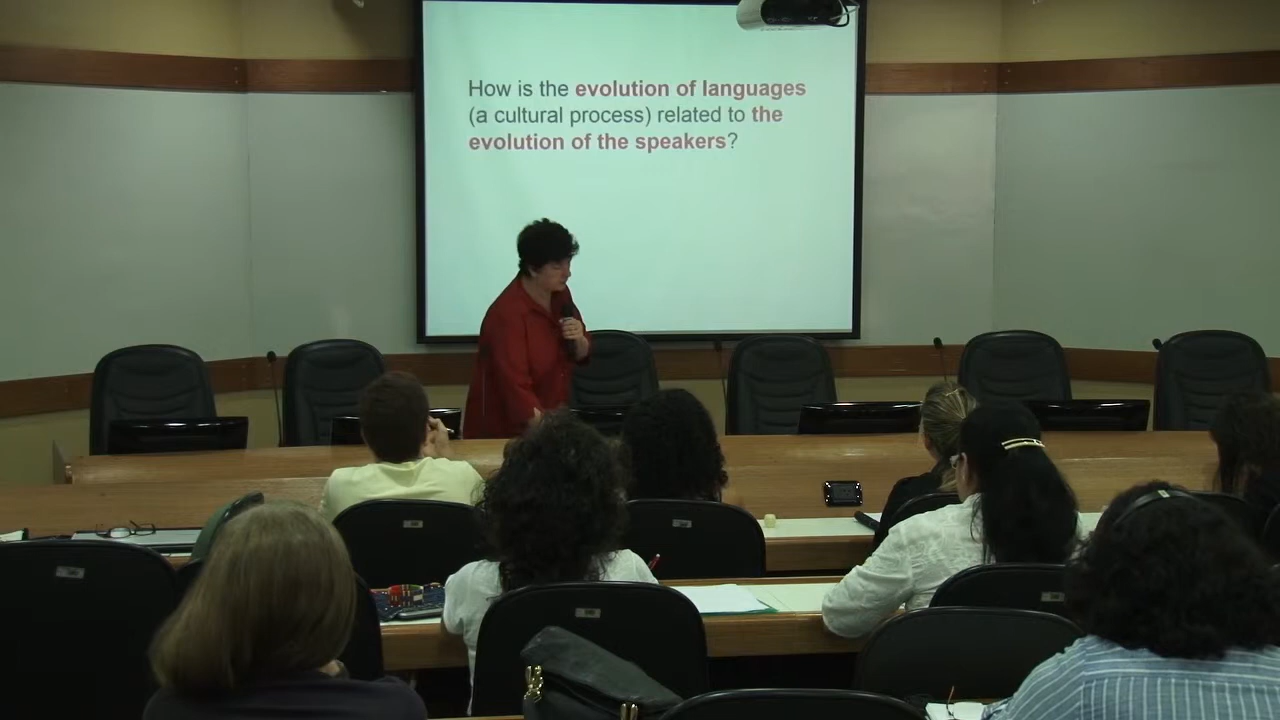 How is the evolution of languages
(a cultural process) related to the
evolution of the speakers?